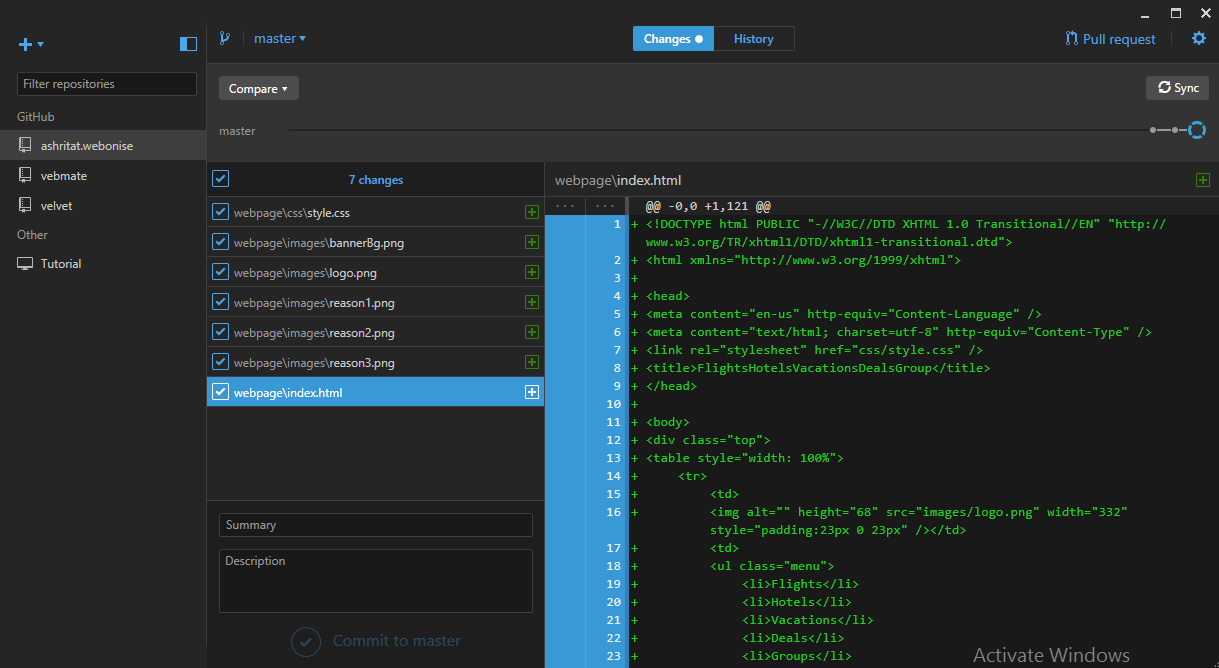 master
Changes
History
Pull request
Filter repositories
GitHub
ashritat.webonise
vebmate
velvet
Other
Tutorial
Compare
Sync
master
7 changes
webpage\css\style.css
webpage\images\bannerBg.png
webpage\images\logo.png
webpage\images\reason1.png
webpage\images\reason2.png
webpage\images\reason3.png
webpage\index.html
Summary
Description
Commit to master
webpage\index.html
... ... @@ -0,0 +1,121 @@
1 + <!DOCTYPE html PUBLIC "-//W3C//DTD XHTML 1.0 Transitional//EN" "http://
www.w3.org/TR/xhtml1/DTD/xhtml1-transitional.dtd">
2 + <html xmlns="http://www.w3.org/1999/xhtml">
3 +
4 + <head>
5 + <meta content="en-us" http-equiv="Content-Language" />
6 + <meta content="text/html; charset=utf-8" http-equiv="Content-Type" />
7 + <link rel="stylesheet" href="css/style.css" />
8 + <title>FlightsHotelsVacationsDealsGroup</title>
9 + </head>
10 +
11 + <body>
12 + <div class="top">
13 + <table style="width: 100%">
14 + <tr>
15 + <td>
16 + <img alt="" height="68" src="images/logo.png" width="332"
style="padding:23px 0 23px" /></td>
17 + <td>
18 + <ul class="menu">
19 + <li>Flights</li>
20 + <li>Hotels</li>
21 + <li>Vacations</li>
22 + <li>Deals</li>
23 + <li>Groups</li>
Activate Windows